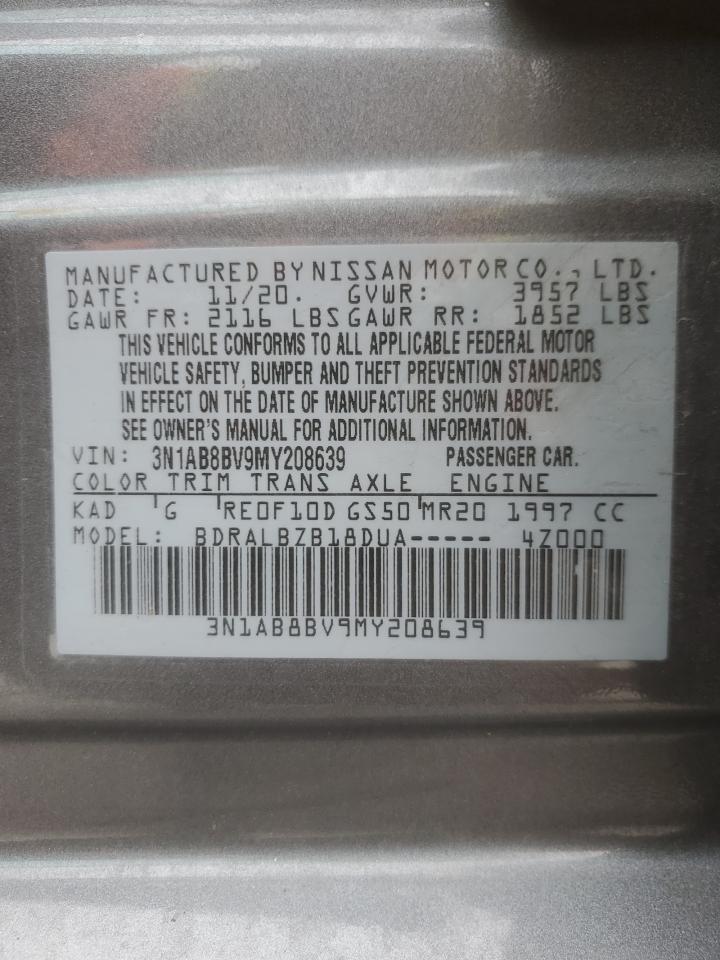 MANUFACTURED BY NISSAN MOTOR CO., LTD.
DATE: 11/20. GVWR: 3957 LBS
GAWR FR: 2116 LBS GAWR RR: 1852 LBS
THIS VEHICLE CONFORMS TO ALL APPLICABLE FEDERAL MOTOR
VEHICLE SAFETY, BUMPER AND THEFT PREVENTION STANDARDS
IN EFFECT ON THE DATE OF MANUFACTURE SHOWN ABOVE.
SEE OWNER'S MANUAL FOR ADDITIONAL INFORMATION.
VIN: 3N1AB8BV9MY208639 PASSENGER CAR.
COLOR TRIM TRANS AXLE ENGINE
KAD G RE0F10D GS50 MR20 1997 CC
MODEL: BDRALBZB18DUA----- 4Z000
3N1AB8BV9MY208639